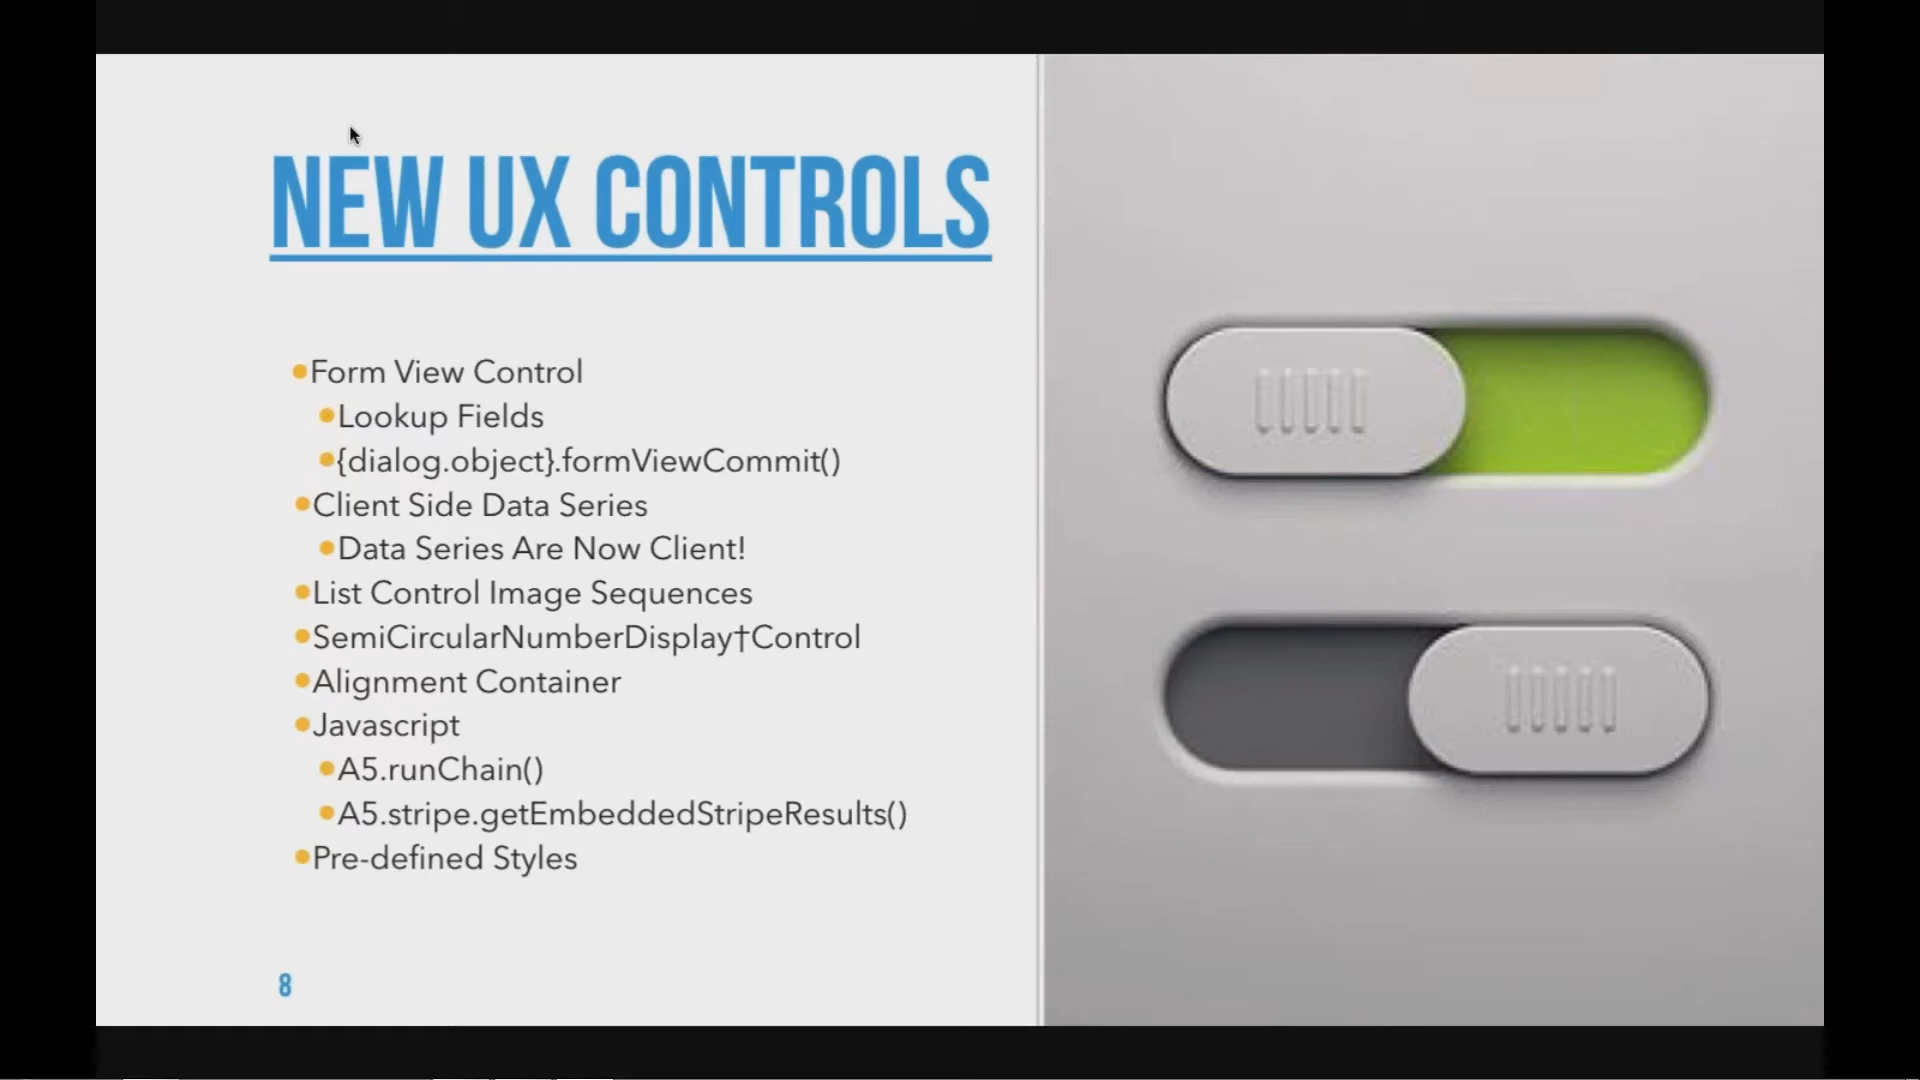 NEW UX CONTROLS
•Form View Control
•Lookup Fields
•{dialog.object}.formViewCommit()
•Client Side Data Series
•Data Series Are Now Client!
•List Control Image Sequences
•SemiCircularNumberDisplay†Control
•Alignment Container
•Javascript
•A5.runChain()
•A5.stripe.getEmbeddedStripeResults()
•Pre-defined Styles
8